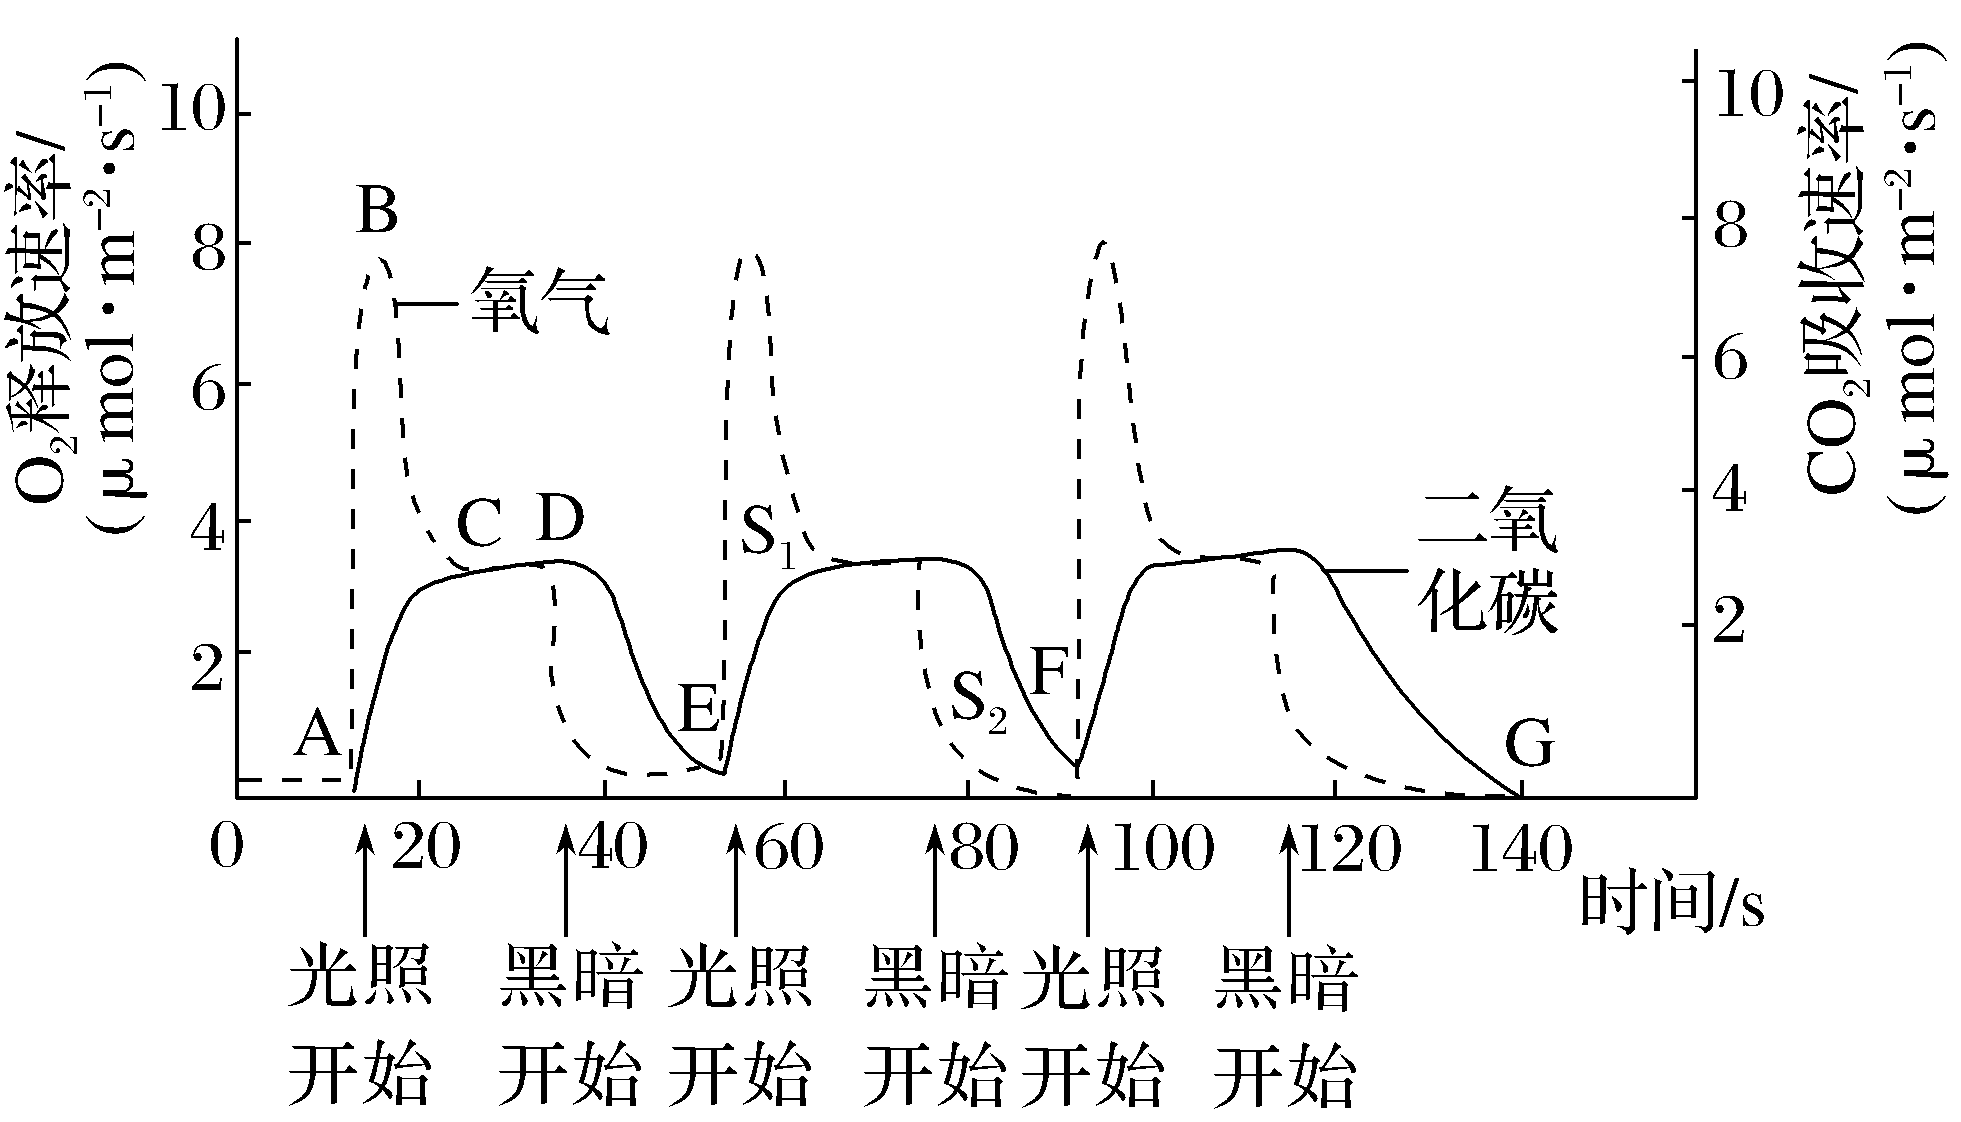 O₂释放速率/
(μ mol·m⁻²·s⁻¹)
10
8
6
4
2
0
A
B
氧气
C
D
E
S₁
S₂
F
G
二氧
化碳
CO₂吸收速率/
(μ mol·m⁻²·s⁻¹)
10
8
6
4
2
20 40 60 80 100 120 140
时间/s
光照 黑暗 光照 黑暗 光照 黑暗
开始 开始 开始 开始 开始 开始